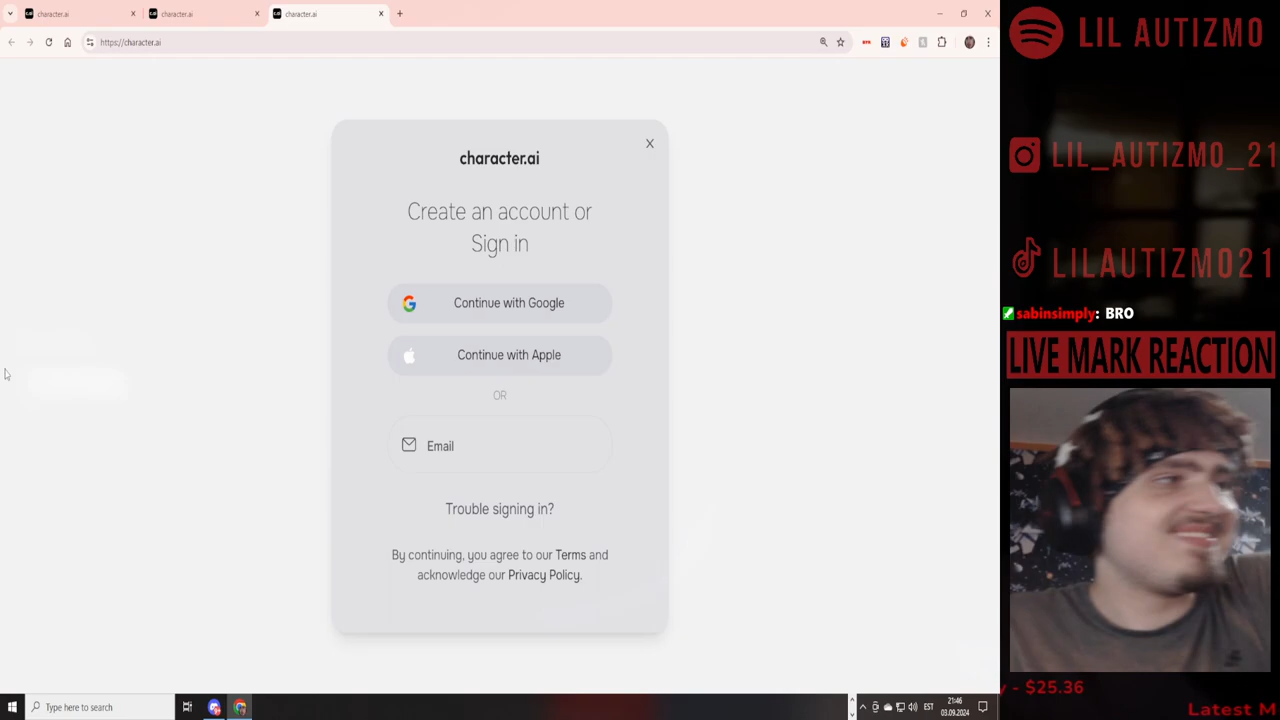 character.ai
character.ai
character.ai
https://character.ai
character.ai
Create an account or
Sign in
Continue with Google
Continue with Apple
OR
Email
Trouble signing in?
By continuing, you agree to our Terms and
acknowledge our Privacy Policy.
Type here to search
EST
21:46
03.09.2024
LIL AUTIZMO
LIL_AUTIZMO_21
LILAUTIZMO21
sabinsimply: BRO
LIVE MARK REACTION
y - $25.36
Latest M